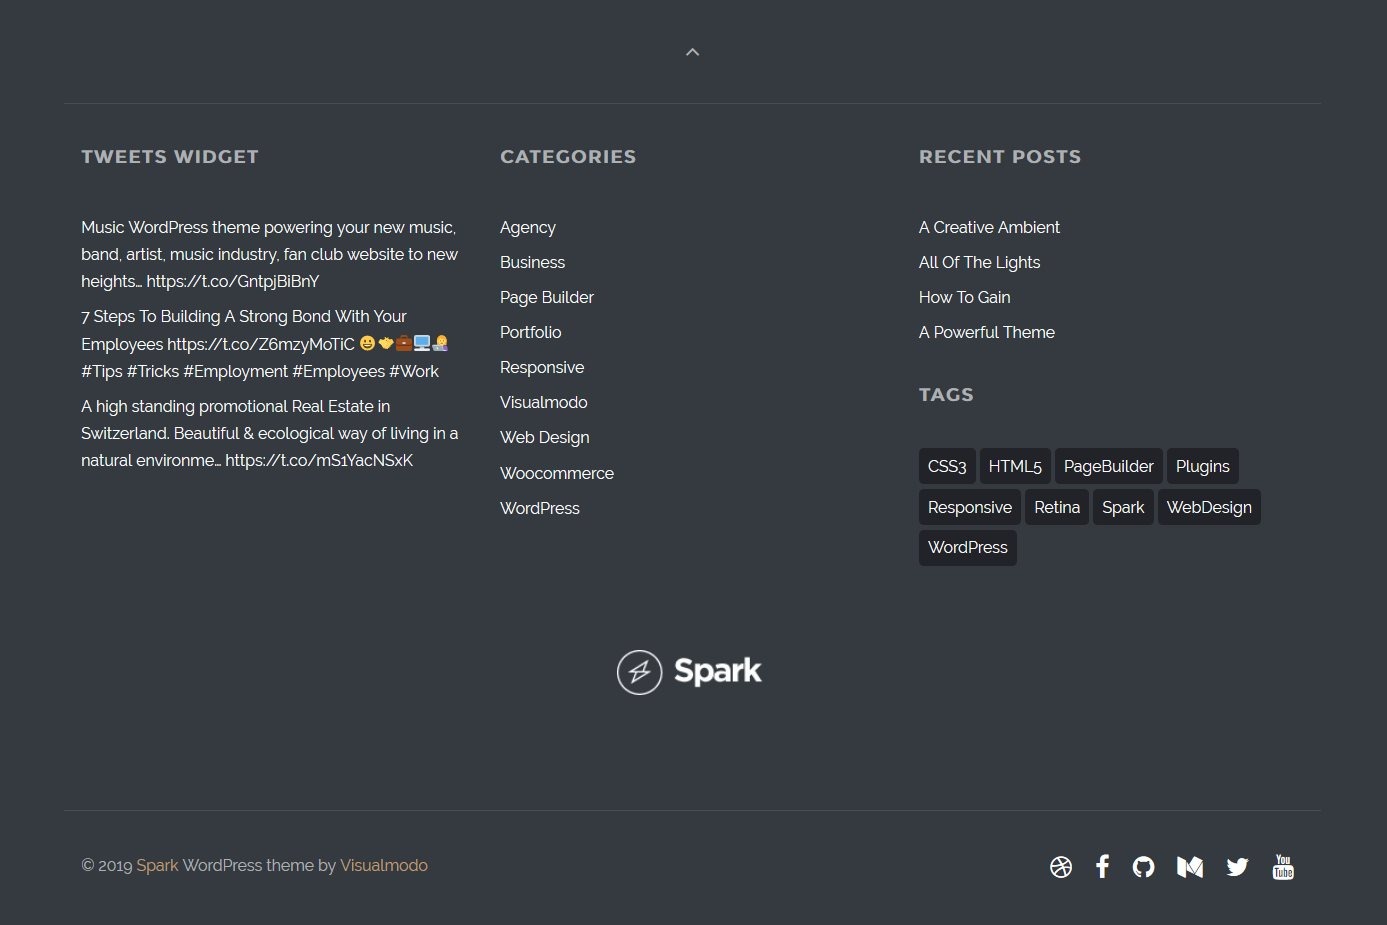 TWEETS WIDGET
Music WordPress theme powering your new music,
band, artist, music industry, fan club website to new
heights… https://t.co/GntpjBiBnY
7 Steps To Building A Strong Bond With Your
Employees https://t.co/Z6mzyMoTiC 😀🤝💼🖥👩‍💻
#Tips #Tricks #Employment #Employees #Work
A high standing promotional Real Estate in
Switzerland. Beautiful & ecological way of living in a
natural environme… https://t.co/mS1YacNSxK
CATEGORIES
Agency
Business
Page Builder
Portfolio
Responsive
Visualmodo
Web Design
Woocommerce
WordPress
RECENT POSTS
A Creative Ambient
All Of The Lights
How To Gain
A Powerful Theme
TAGS
CSS3 HTML5 PageBuilder Plugins
Responsive Retina Spark WebDesign
WordPress
Spark
© 2019 Spark WordPress theme by Visualmodo
You
Tube